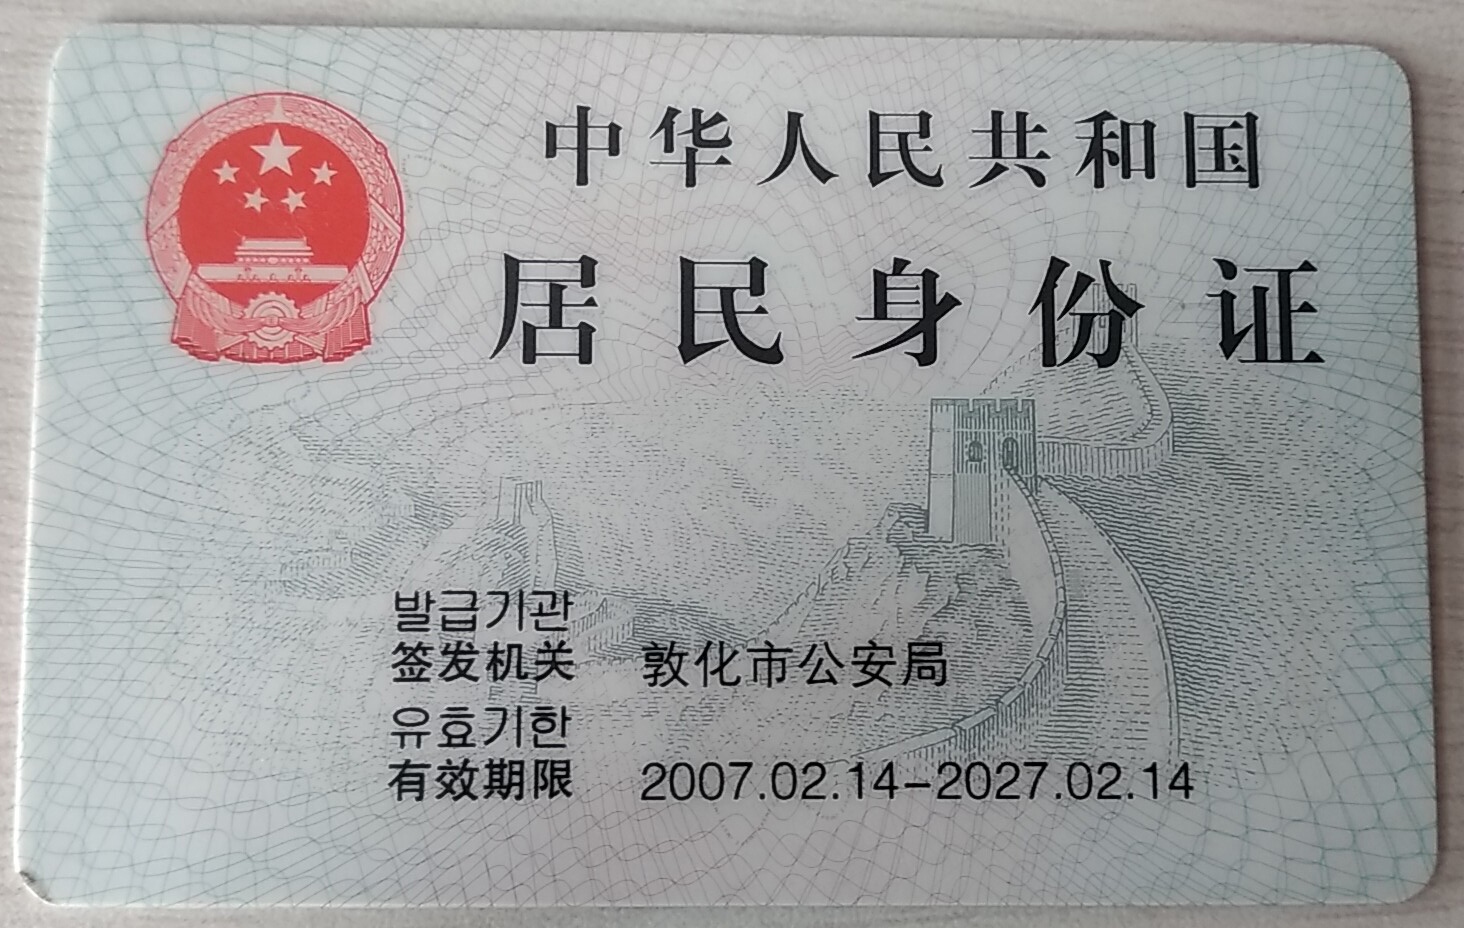 中华人民共和国
居民身份证
발급기관
签发机关 敦化市公安局
유효기한
有效期限 2007.02.14-2027.02.14